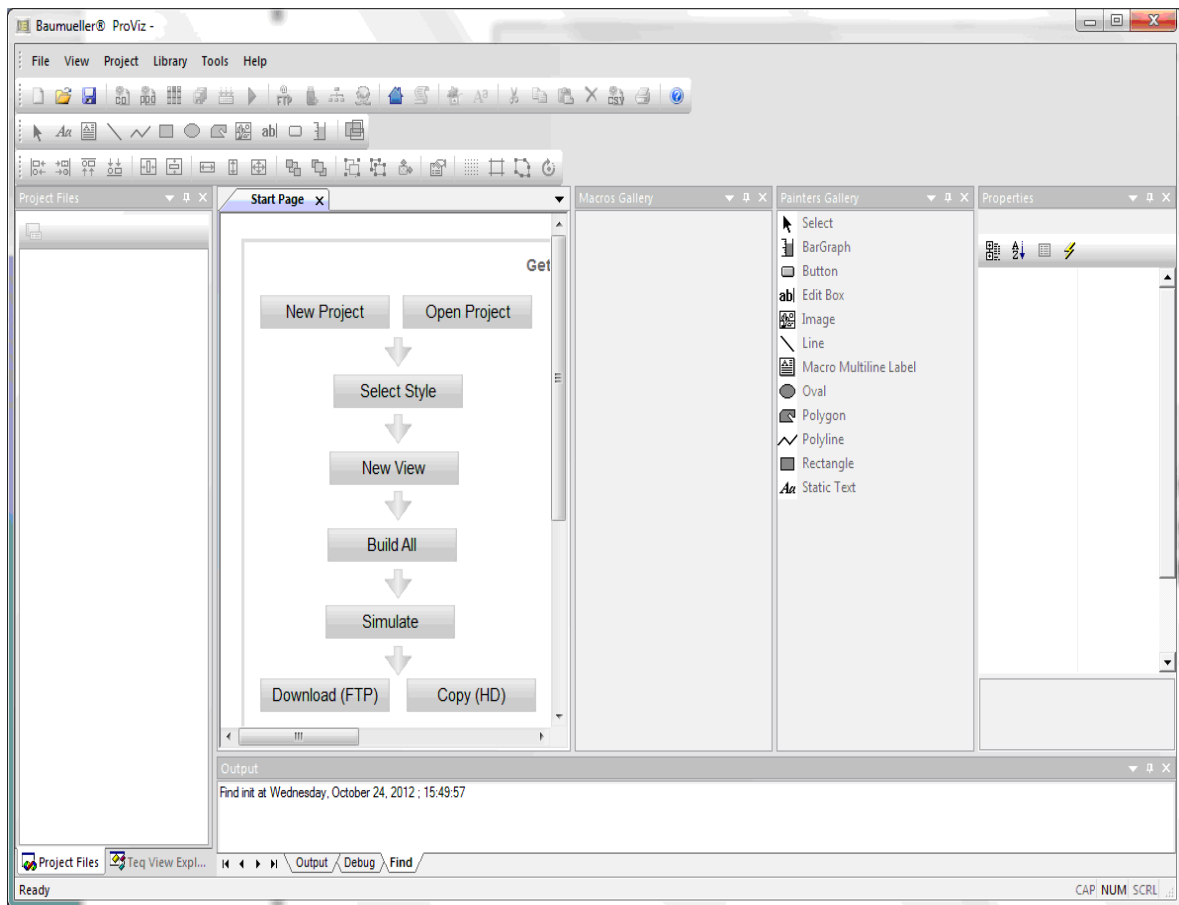 Baumueller® ProViz -
File View Project Library Tools Help
Project Files
Start Page
Macros Gallery
Painters Gallery
Properties
Get
New Project
Open Project
Select Style
New View
Build All
Simulate
Download (FTP)
Copy (HD)
Select
BarGraph
Button
ab| Edit Box
Image
Line
Macro Multiline Label
Oval
Polygon
Polyline
Rectangle
Aa Static Text
Output
Find init at Wednesday, October 24, 2012 ; 15:49:57
Project Files
Teq View Expl...
Output Debug Find
Ready
CAP NUM SCRL